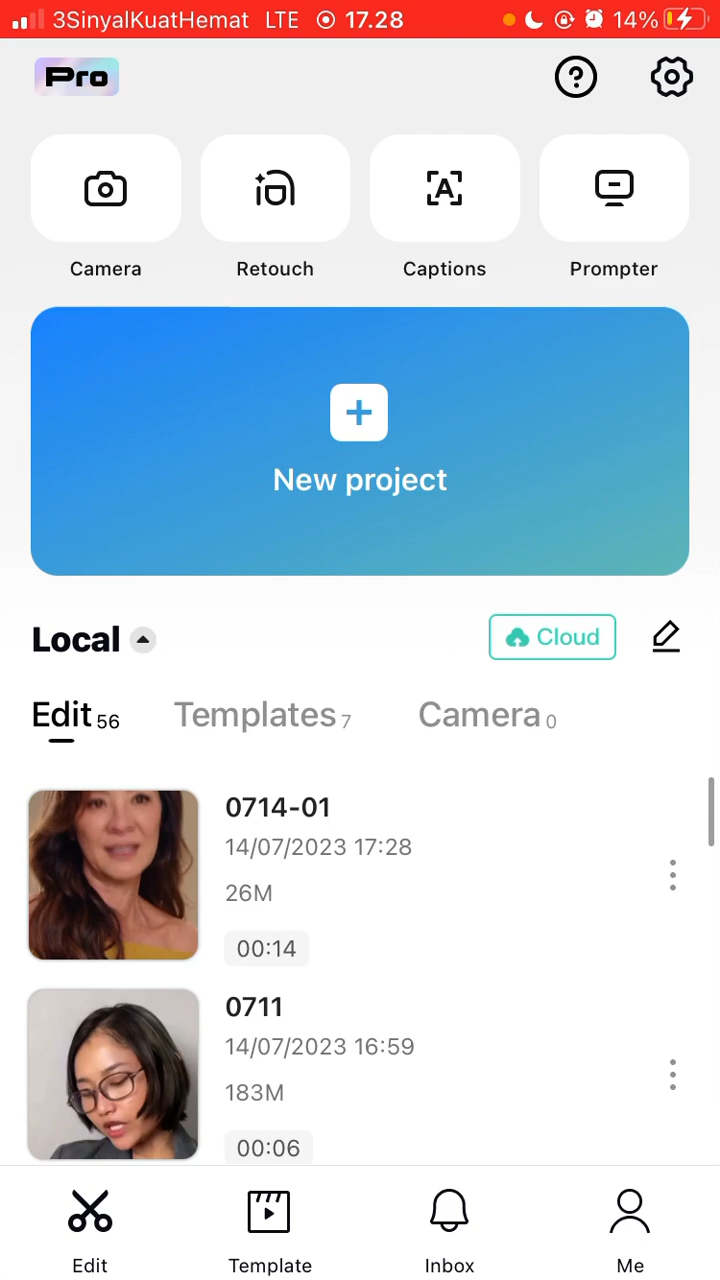 3SinyalKuatHemat LTE 17.28 14%
Pro
Camera Retouch Captions Prompter
New project
Local Cloud
Edit 56 Templates 7 Camera 0
0714-01
14/07/2023 17:28
26M
00:14
0711
14/07/2023 16:59
183M
00:06
Edit Template Inbox Me